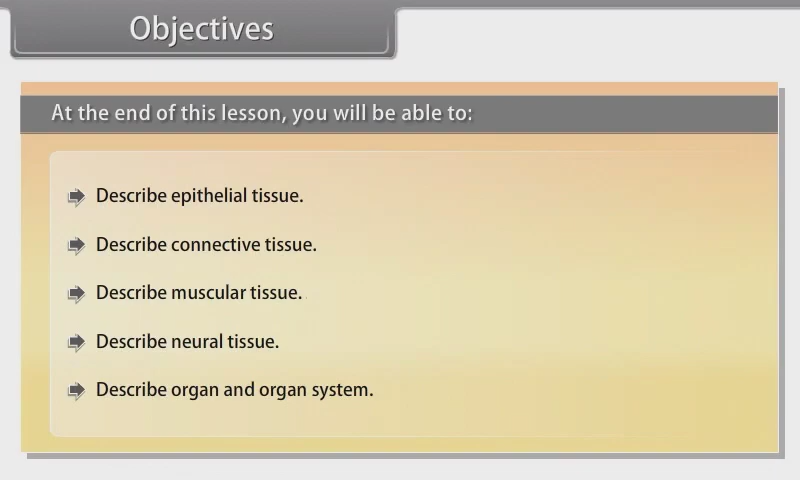 Objectives
At the end of this lesson, you will be able to:
Describe epithelial tissue.
Describe connective tissue.
Describe muscular tissue.
Describe neural tissue.
Describe organ and organ system.